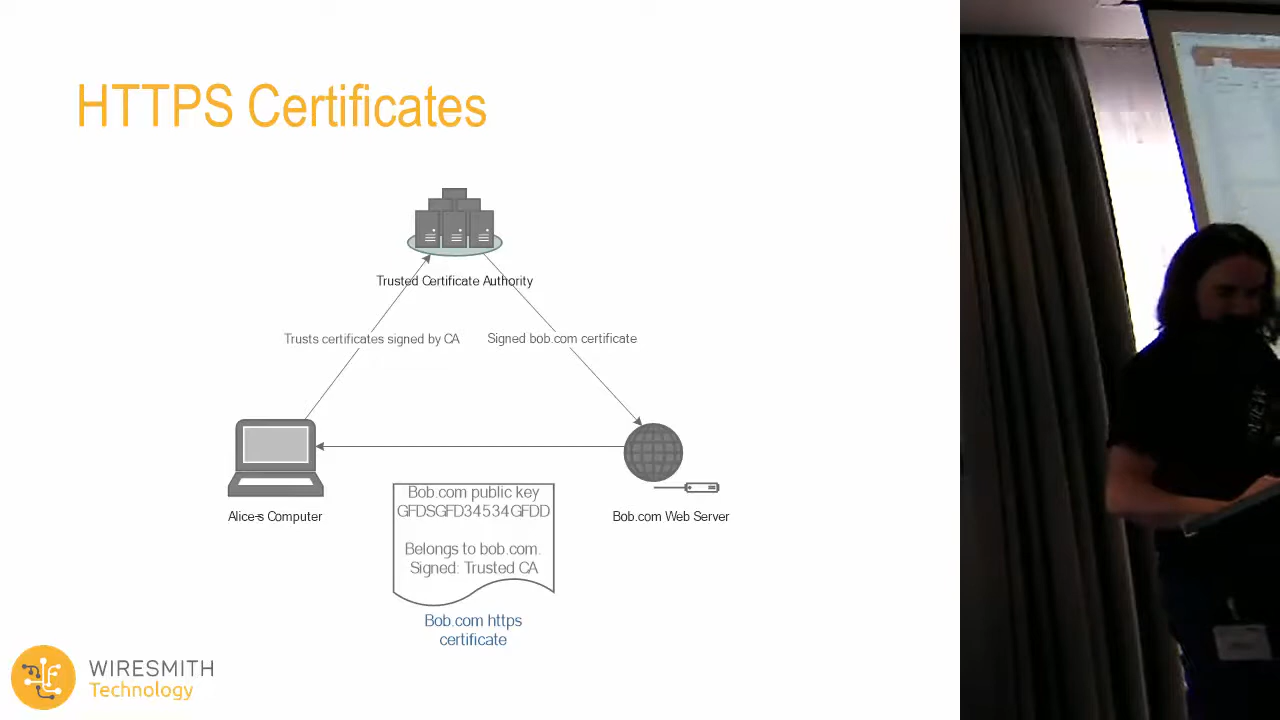 HTTPS Certificates
Trusted Certificate Authority
Trusts certificates signed by CA
Signed bob.com certificate
Alice-s Computer
Bob.com Web Server
Bob.com public key
GFDSGFD34534GFDD
Belongs to bob.com.
Signed: Trusted CA
Bob.com https
certificate
WIRESMITH
Technology